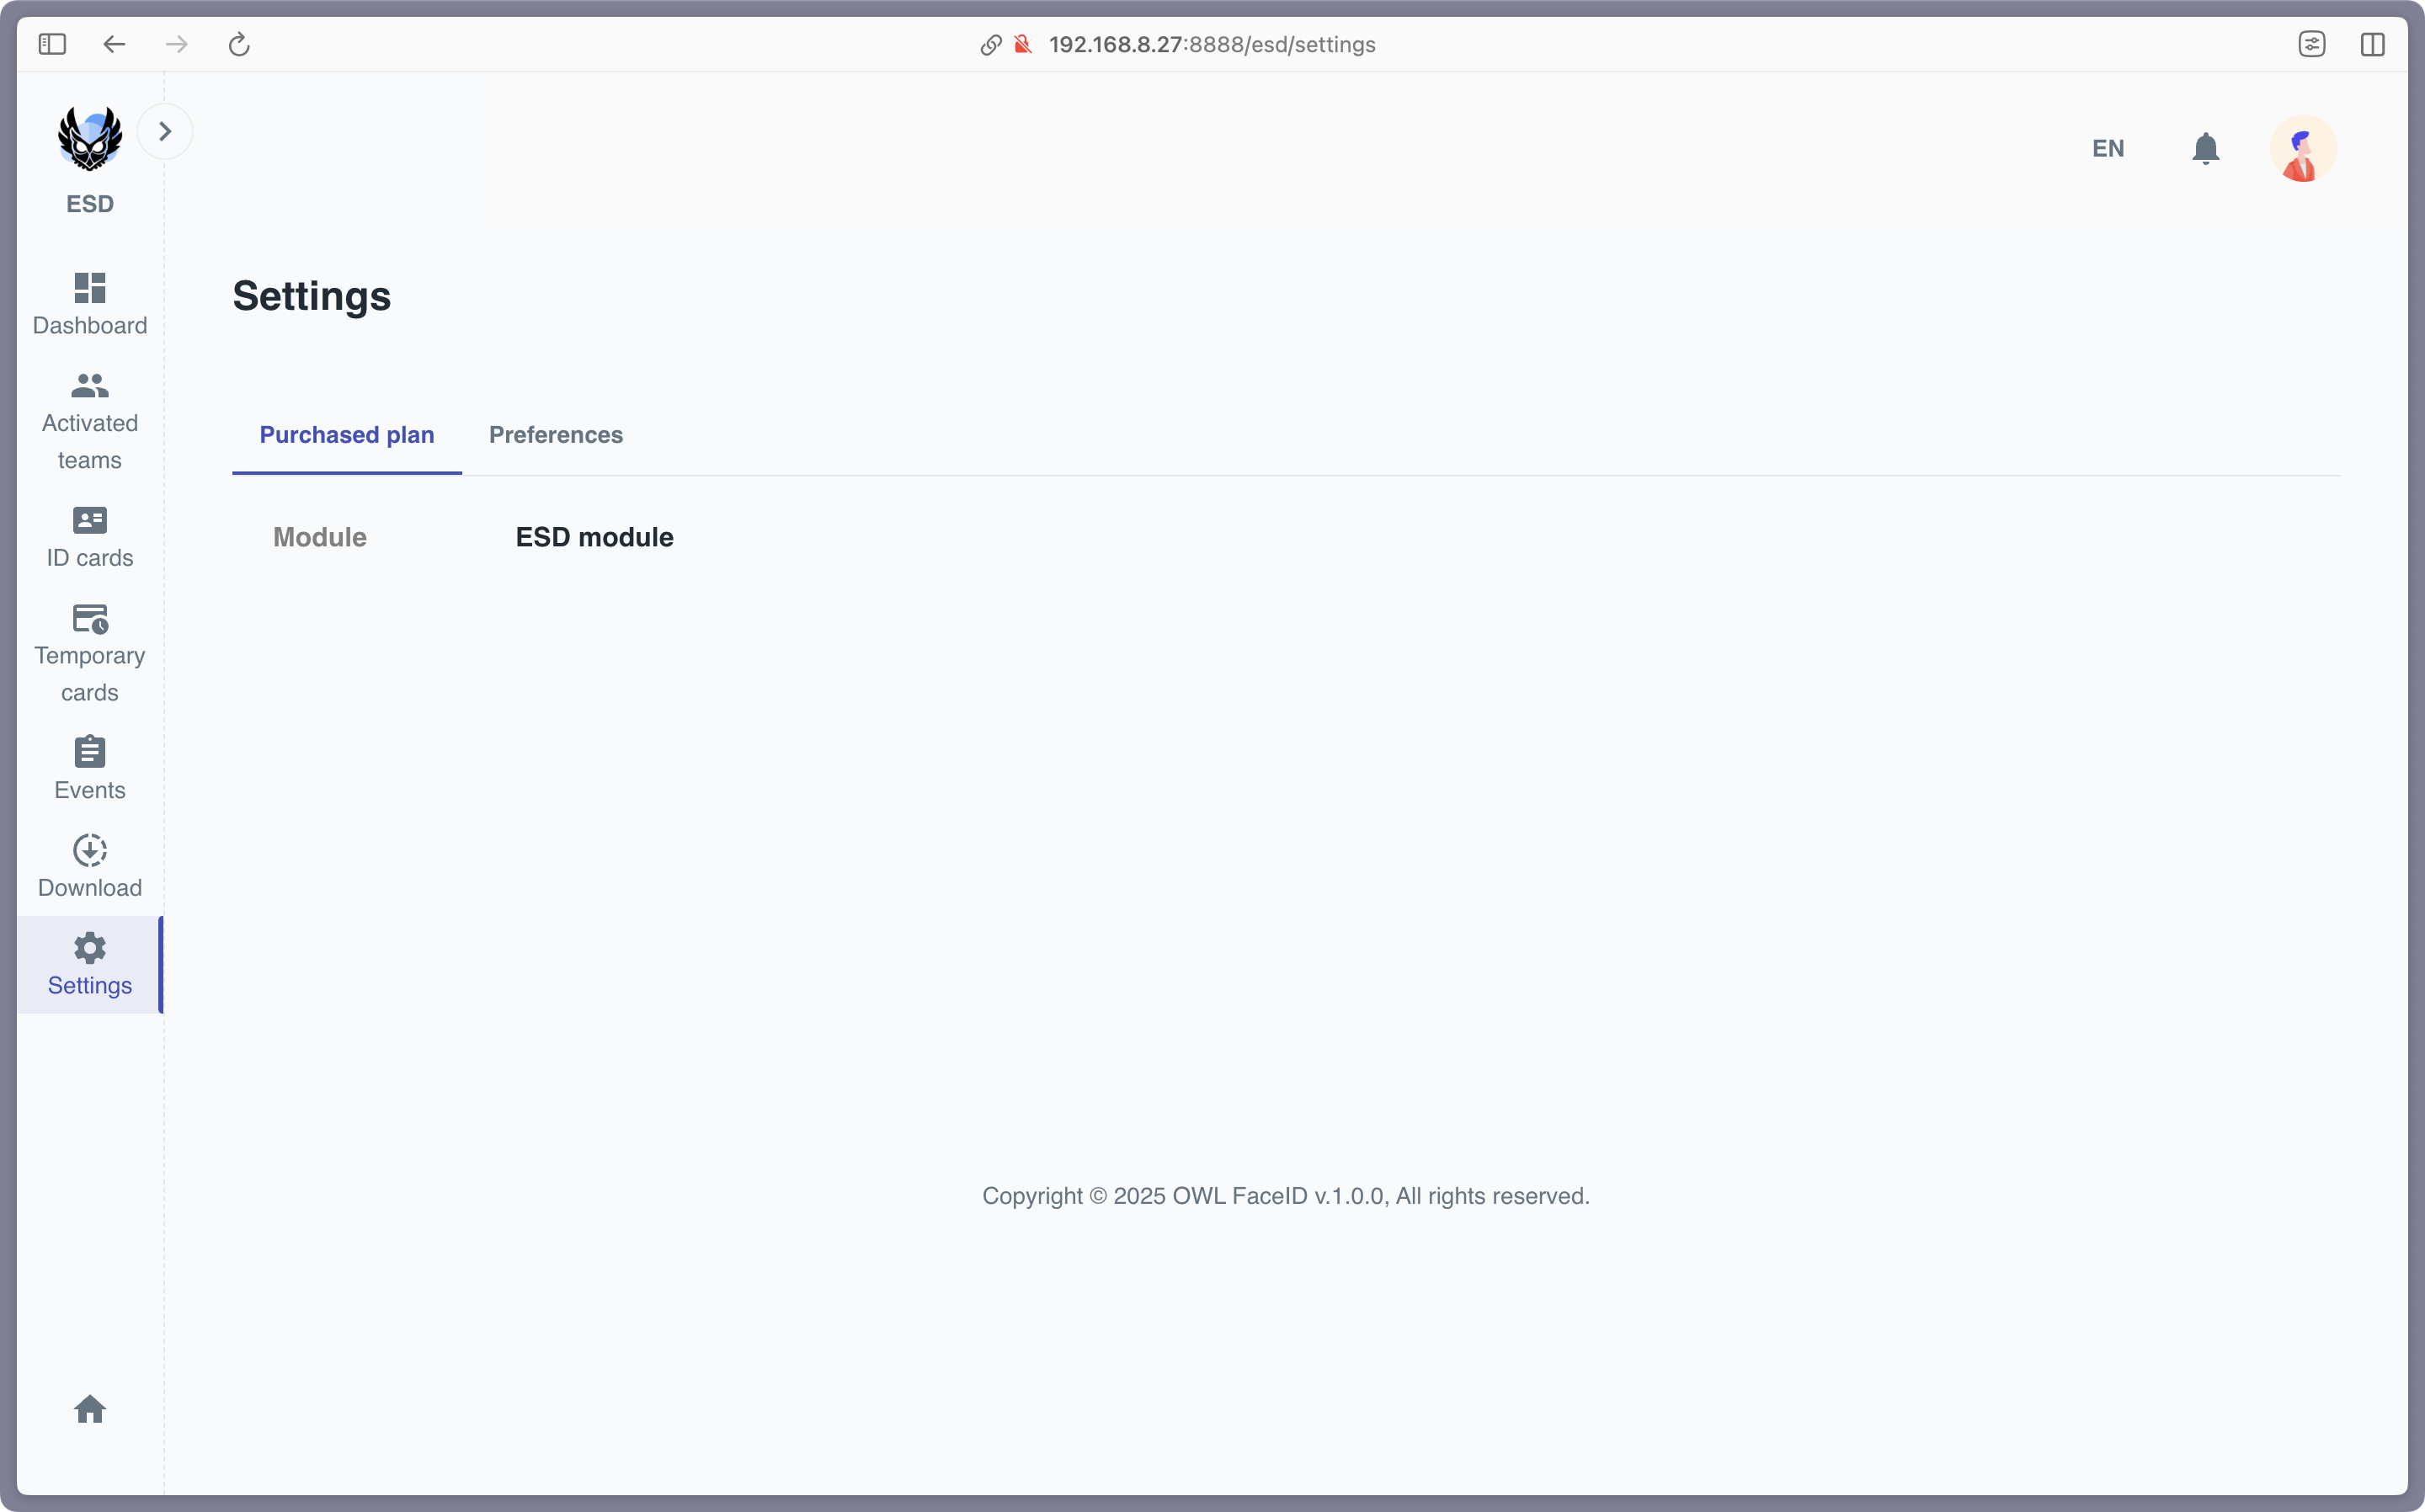 192.168.8.27:8888/esd/settings
ESD
EN
Dashboard
Activated
teams
ID cards
Temporary
cards
Events
Download
Settings
Settings
Purchased plan
Preferences
Module
ESD module
Copyright © 2025 OWL FaceID v.1.0.0, All rights reserved.